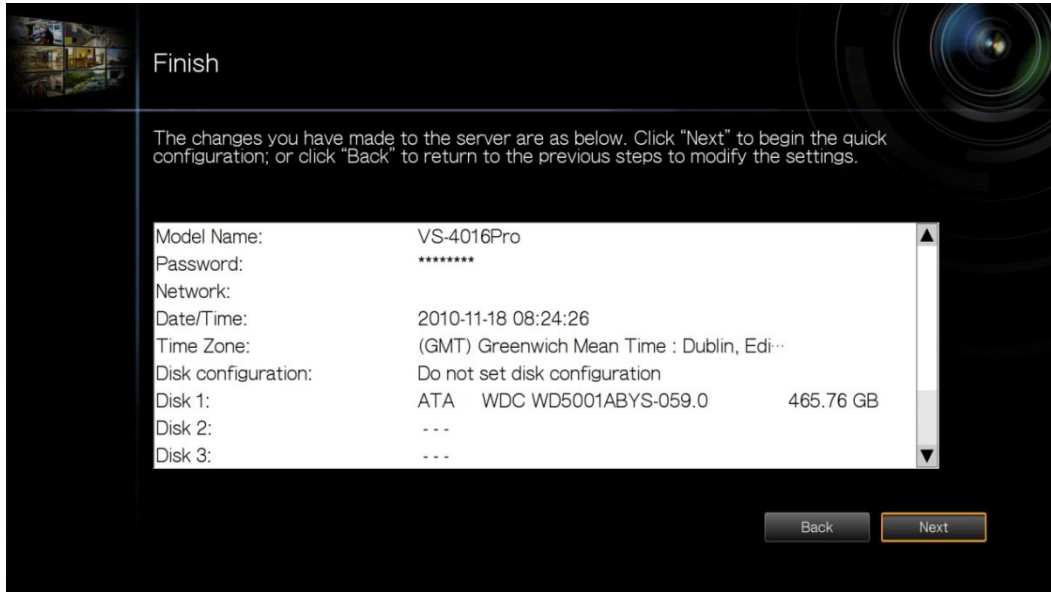 Finish
The changes you have made to the server are as below. Click “Next” to begin the quick
configuration; or click “Back” to return to the previous steps to modify the settings.
Model Name: VS-4016Pro
Password: ********
Network:
Date/Time: 2010-11-18 08:24:26
Time Zone: (GMT) Greenwich Mean Time : Dublin, Edi…
Disk configuration: Do not set disk configuration
Disk 1: ATA WDC WD5001ABYS-059.0 465.76 GB
Disk 2: - - -
Disk 3: - - -
Back Next